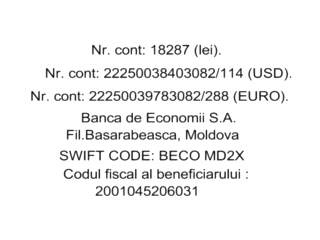 Nr. cont: 18287 (lei).
Nr. cont: 22250038403082/114 (USD).
Nr. cont: 22250039783082/288 (EURO).
Banca de Economii S.A.
Fil.Basarabeasca, Moldova
SWIFT CODE: BECO MD2X
Codul fiscal al beneficiarului :
2001045206031